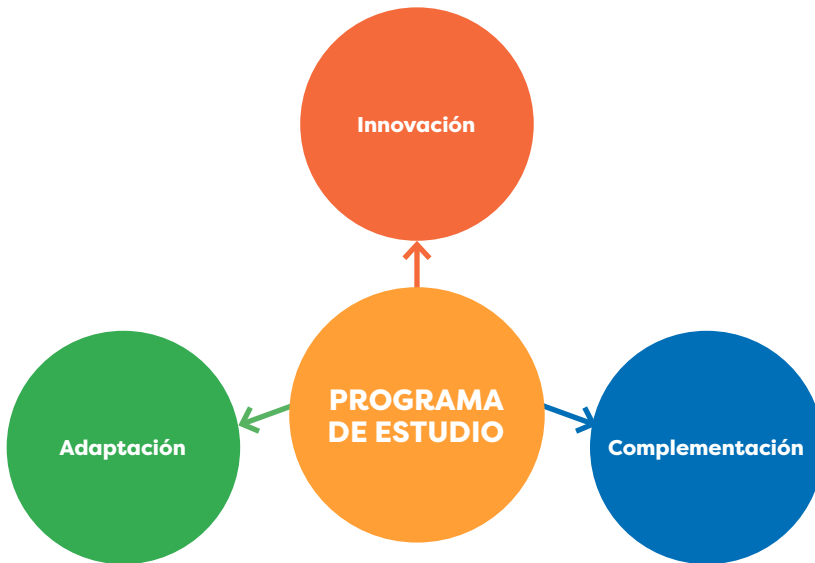 Innovación
PROGRAMA
DE ESTUDIO
Adaptación
Complementación